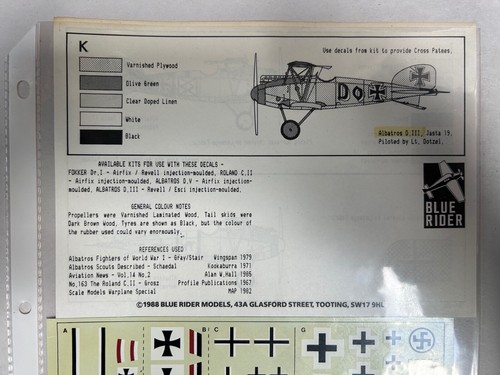 K
Varnished Plywood
Olive Green
Clear Doped Linen
White
Black
Use decals from kit to provide Cross Patees.
Do
Albatros D.III, Jasta 19.
Piloted by Lt. Dotzel.
AVAILABLE KITS FOR USE WITH THESE DECALS -
FOKKER Dr,I - Airfix / Revell injection-moulded, ROLAND C,II
- Airfix injection-moulded, ALBATROS D,V - Airfix injection-
moulded, ALBATROS D.III - Revell / Esci injection-moulded.
GENERAL COLOUR NOTES
Propellers were Varnished Laminated Wood, Tail skids were
Dark Brown Wood, Tyres are shown as Black, but the colour of
the rubber used could vary enormously.
REFERENCES USED
Albatros Fighters of World War I - Gray/Stair Wingspan 1979
Albatros Scouts Described - Schaedal Kookaburra 1971
Aviation News - Vol,14 No.2 Alan W.Hall 1986
No,163 The Roland C,II - Grosz Profile Publications 1967
Scale Models Warplane Special MAP 1982
BLUE
RIDER
©1988 BLUE RIDER MODELS, 43A GLASFORD STREET, TOOTING, SW17 9HL
A B C G